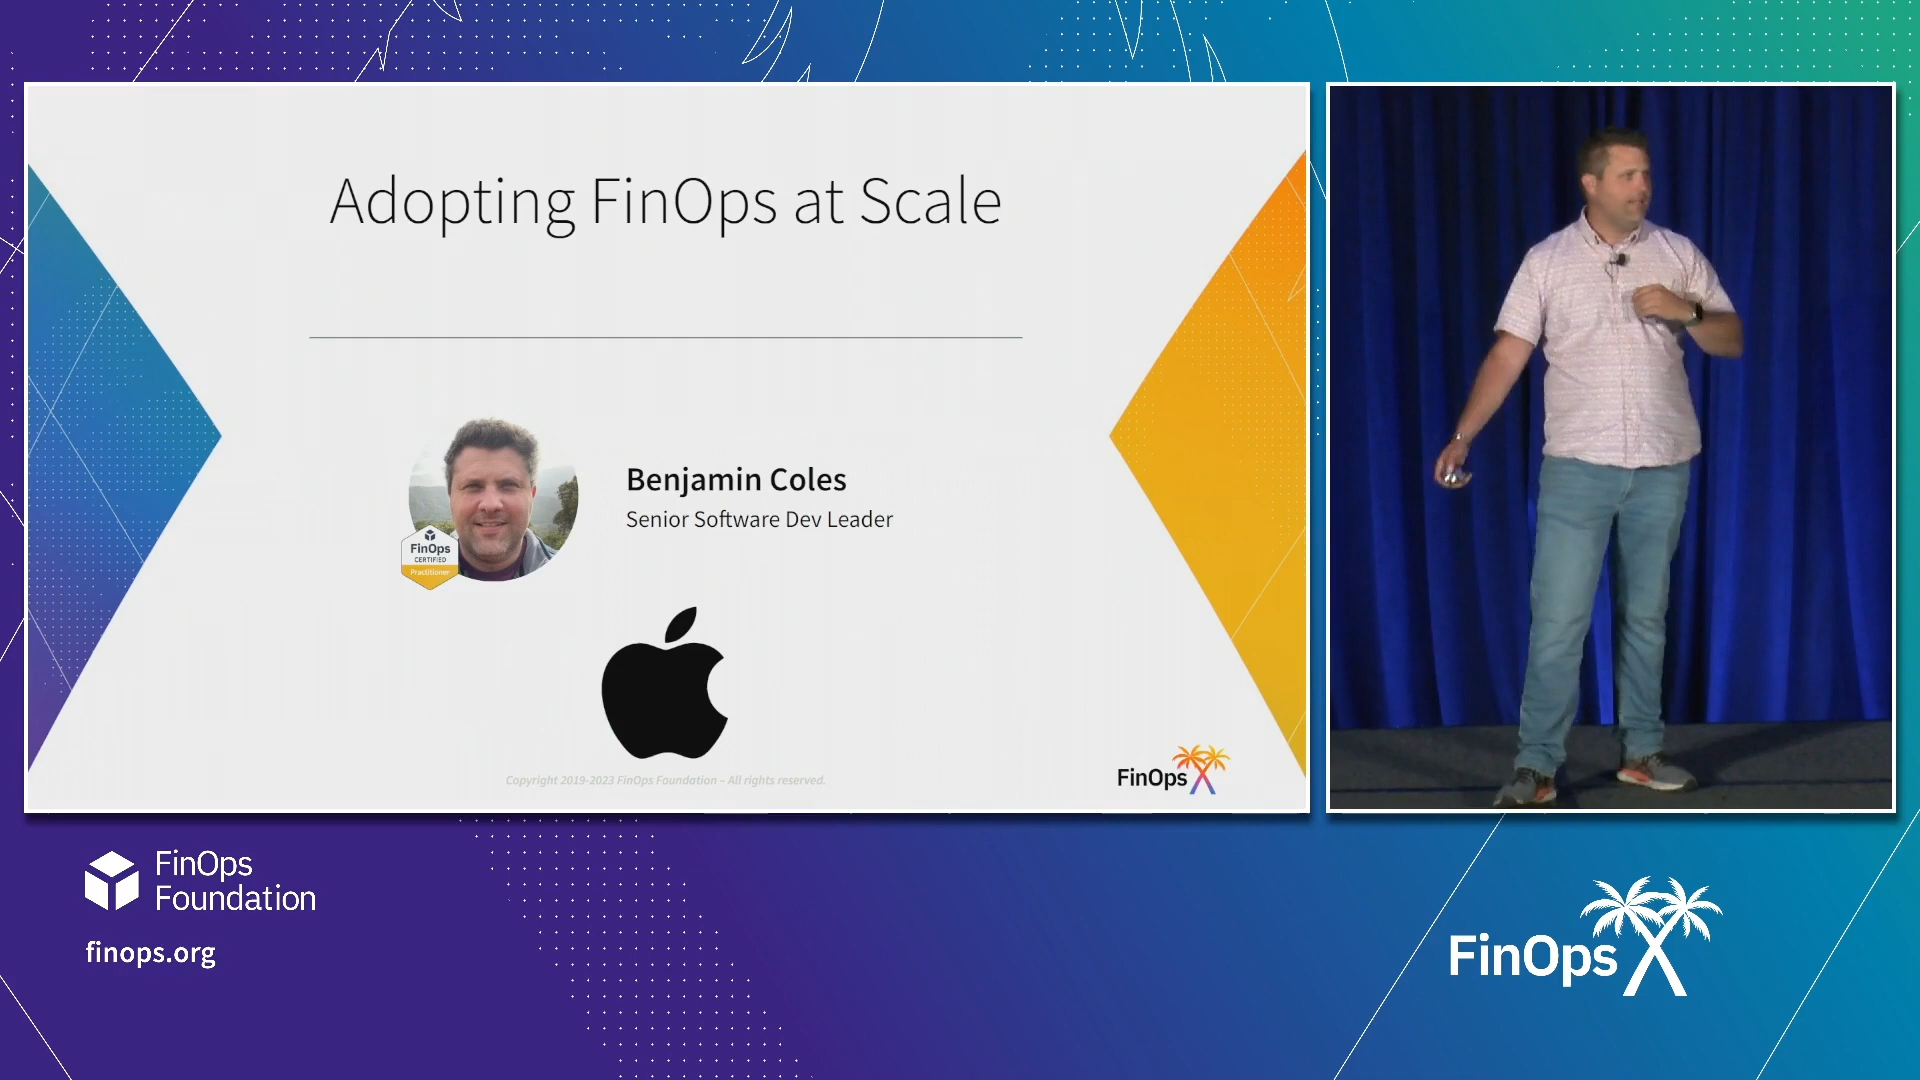 Adopting FinOps at Scale
Benjamin Coles
Senior Software Dev Leader
FinOps
CERTIFIED
Practitioner
Copyright 2019-2023 FinOps Foundation – All rights reserved.
FinOps X
FinOps
Foundation
finops.org
FinOps X